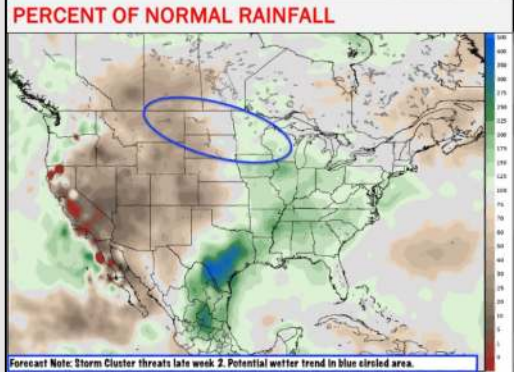 PERCENT OF NORMAL RAINFALL
Forecast Note: Storm Cluster threats late week 2. Potential wetter trend in blue circled area.